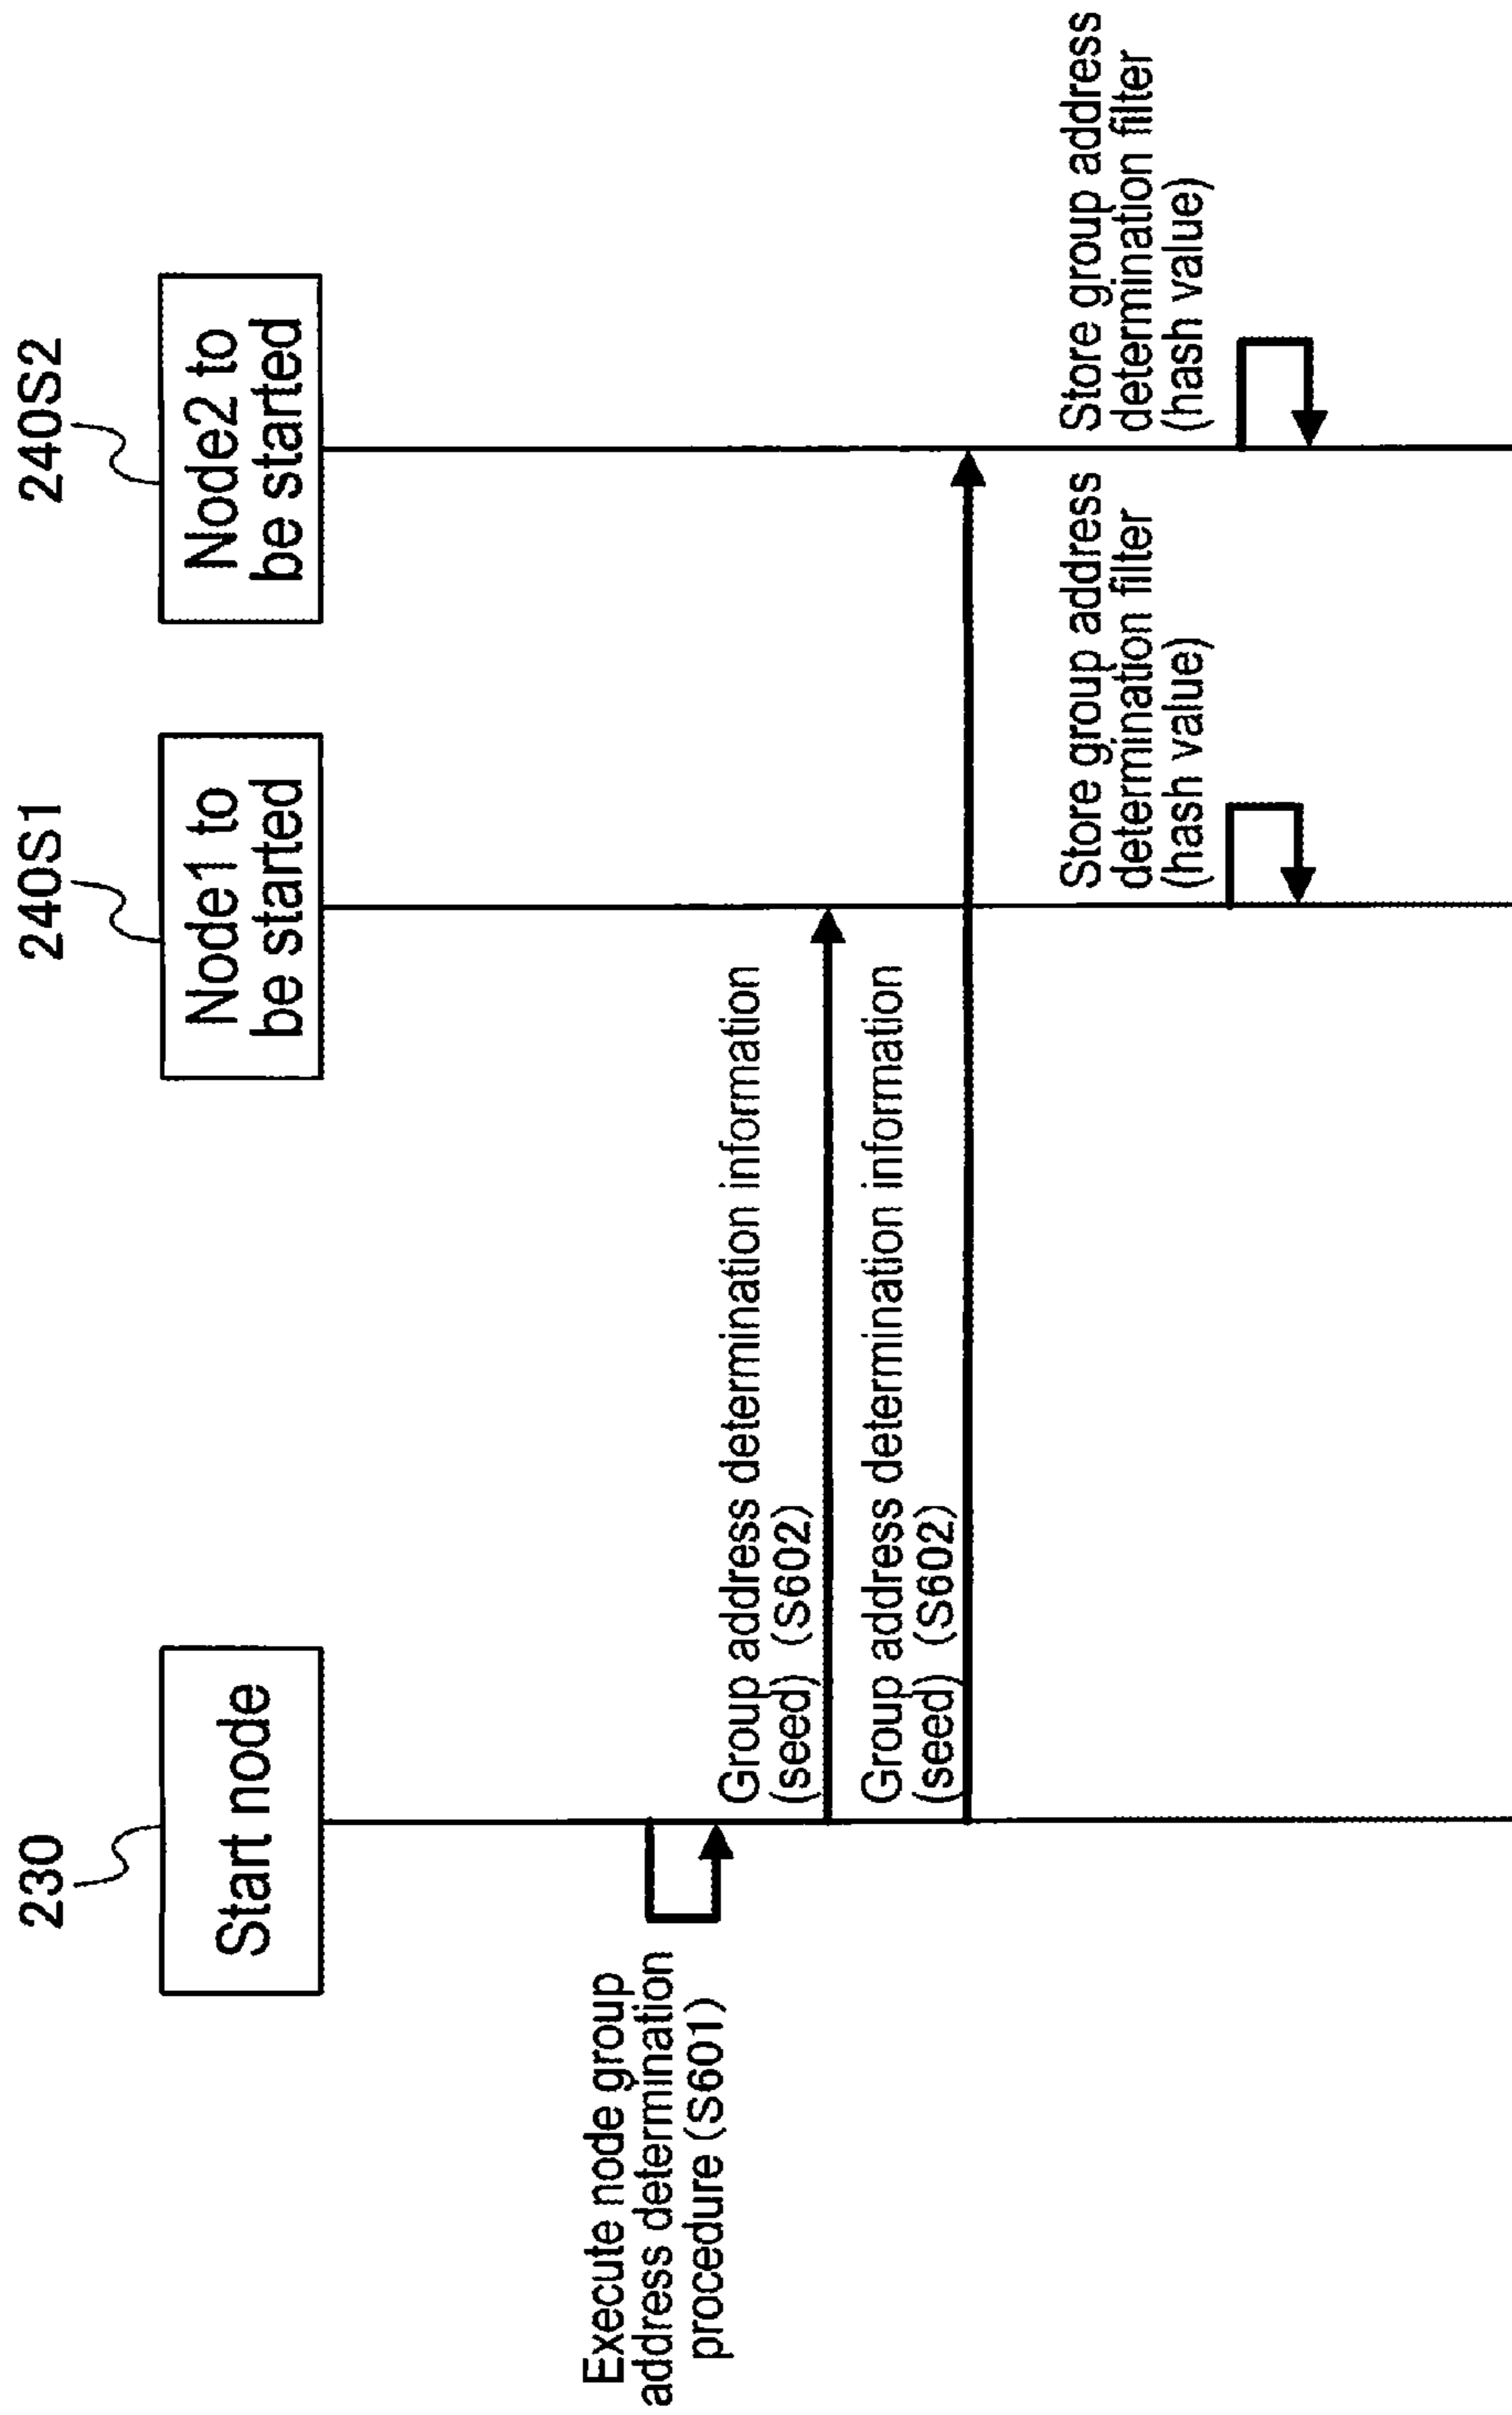 230
Start node
240S1
Node1 to
be started
240S2
Node2 to
be started
Execute node group
address determination
procedure (S601)
Group address determination information
(seed) (S602)
Group address determination information
(seed) (S602)
Store group address
determination filter
(hash value)
Store group address
determination filter
(hash value)